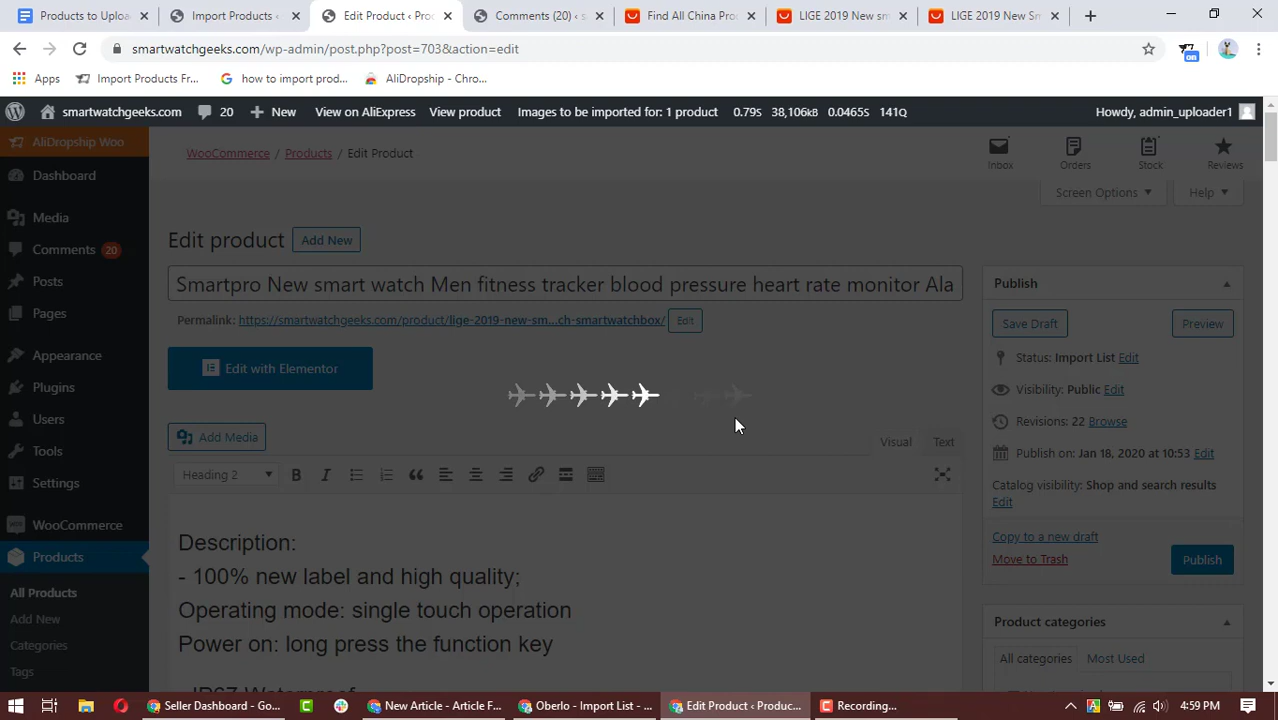 Products to Uploa
Import Products ‹
Edit Product ‹ Pro
Comments (20) ‹ s
Find All China Pro
LIGE 2019 New sm
LIGE 2019 New Sm
smartwatchgeeks.com/wp-admin/post.php?post=703&action=edit
on
Apps
Import Products Fr...
how to import prod...
AliDropship - Chro...
smartwatchgeeks.com
20
New
View on AliExpress
View product
Images to be imported for: 1 product
0.79S
38,106kB
0.0465S
141Q
Howdy, admin_uploader1
AliDropship Woo
Dashboard
Media
Comments 20
Posts
Pages
Appearance
Plugins
Users
Tools
Settings
WooCommerce
Products
All Products
Add New
Categories
Tags
WooCommerce / Products / Edit Product
Inbox
Orders
Stock
Reviews
Screen Options
Help
Edit product
Add New
Smartpro New smart watch Men fitness tracker blood pressure heart rate monitor Ala
Permalink: https://smartwatchgeeks.com/product/lige-2019-new-sm...ch-smartwatchbox/ Edit
Edit with Elementor
Add Media
Visual
Text
Heading 2
Description:
- 100% new label and high quality;
Operating mode: single touch operation
Power on: long press the function key
IP67 Waterproof
Publish
Save Draft
Preview
Status: Import List Edit
Visibility: Public Edit
Revisions: 22 Browse
Publish on: Jan 18, 2020 at 10:53 Edit
Catalog visibility: Shop and search results
Edit
Copy to a new draft
Move to Trash
Publish
Product categories
All categories
Most Used
Seller Dashboard - Go...
New Article - Article F...
Oberlo - Import List - ...
Edit Product ‹ Produc...
Recording...
4:59 PM